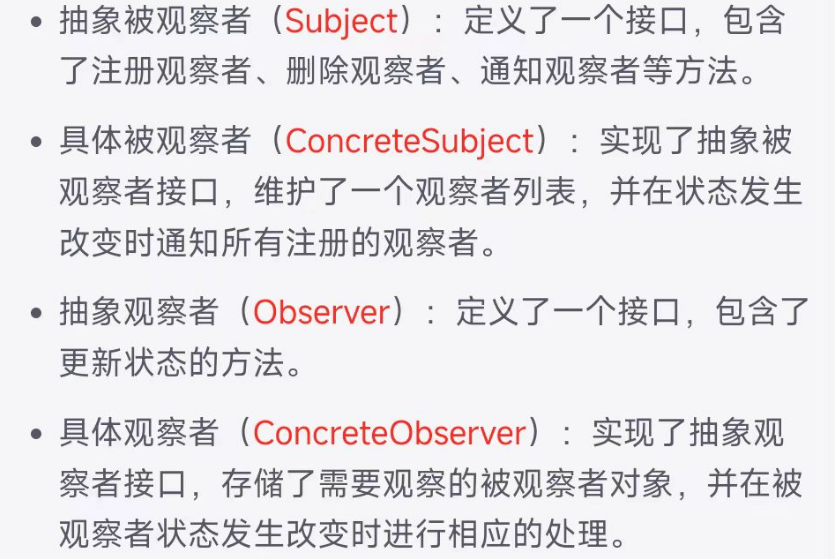 • 抽象被观察者（Subject）：定义了一个接口，包含
了注册观察者、删除观察者、通知观察者等方法。
• 具体被观察者（ConcreteSubject）：实现了抽象被
观察者接口，维护了一个观察者列表，并在状态发生
改变时通知所有注册的观察者。
• 抽象观察者（Observer）：定义了一个接口，包含了
更新状态的方法。
• 具体观察者（ConcreteObserver）：实现了抽象观
察者接口，存储了需要观察的被观察者对象，并在被
观察者状态发生改变时进行相应的处理。